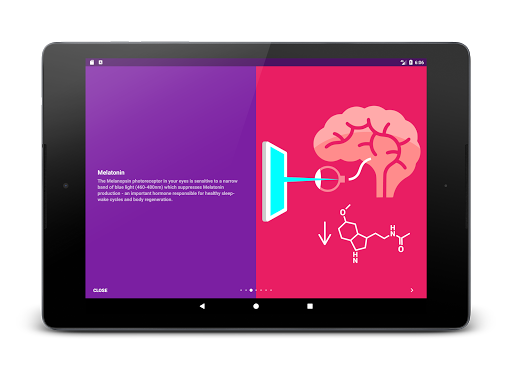 6:06
Melatonin
The Melanopsin photoreceptor in your eyes is sensitive to a narrow
band of blue light (460-480nm) which suppresses Melatonin
production - an important hormone responsible for healthy sleep-
wake cycles and body regeneration.
O
H
N
O
N
H
CLOSE